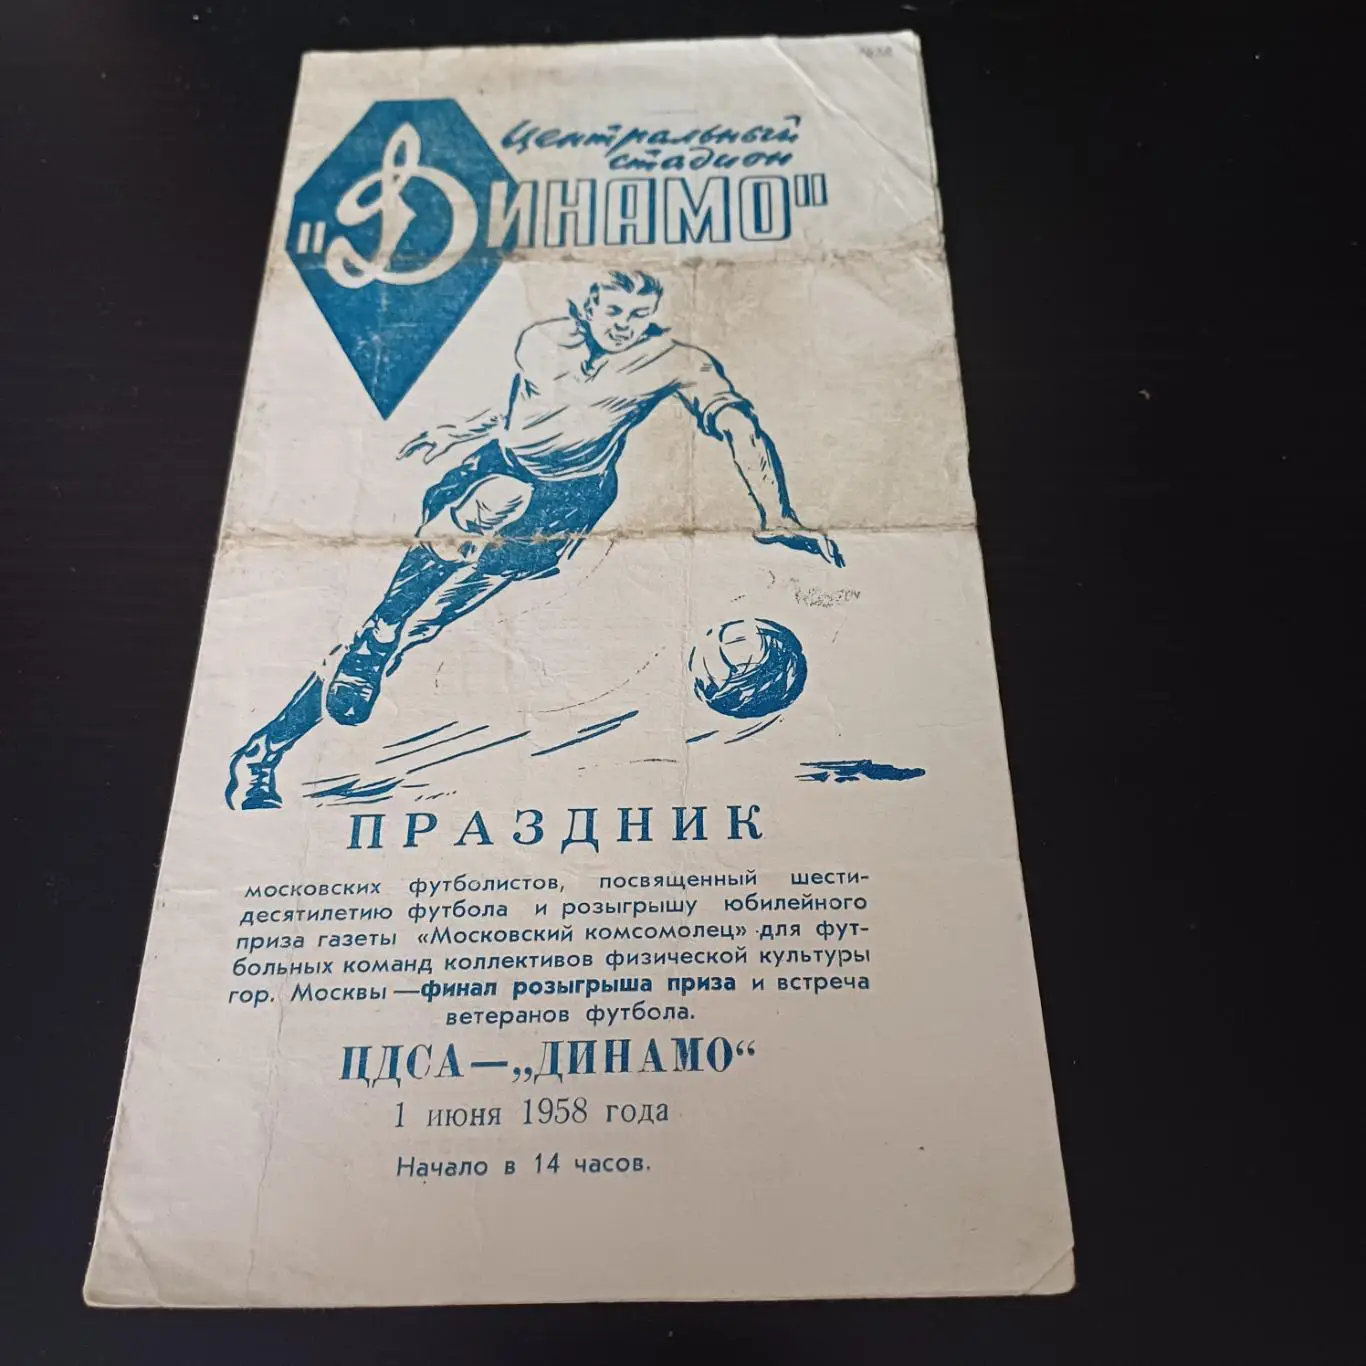 Центральный
стадион
"ДИНАМО"
ПРАЗДНИК
московских футболистов, посвященный шести-
десятилетию футбола и розыгрышу юбилейного
приза газеты «Московский комсомолец» для фут-
больных команд коллективов физической культуры
гор. Москвы — финал розыгрыша приза и встреча
ветеранов футбола.
ЦДСА — „ДИНАМО“
1 июня 1958 года
Начало в 14 часов.